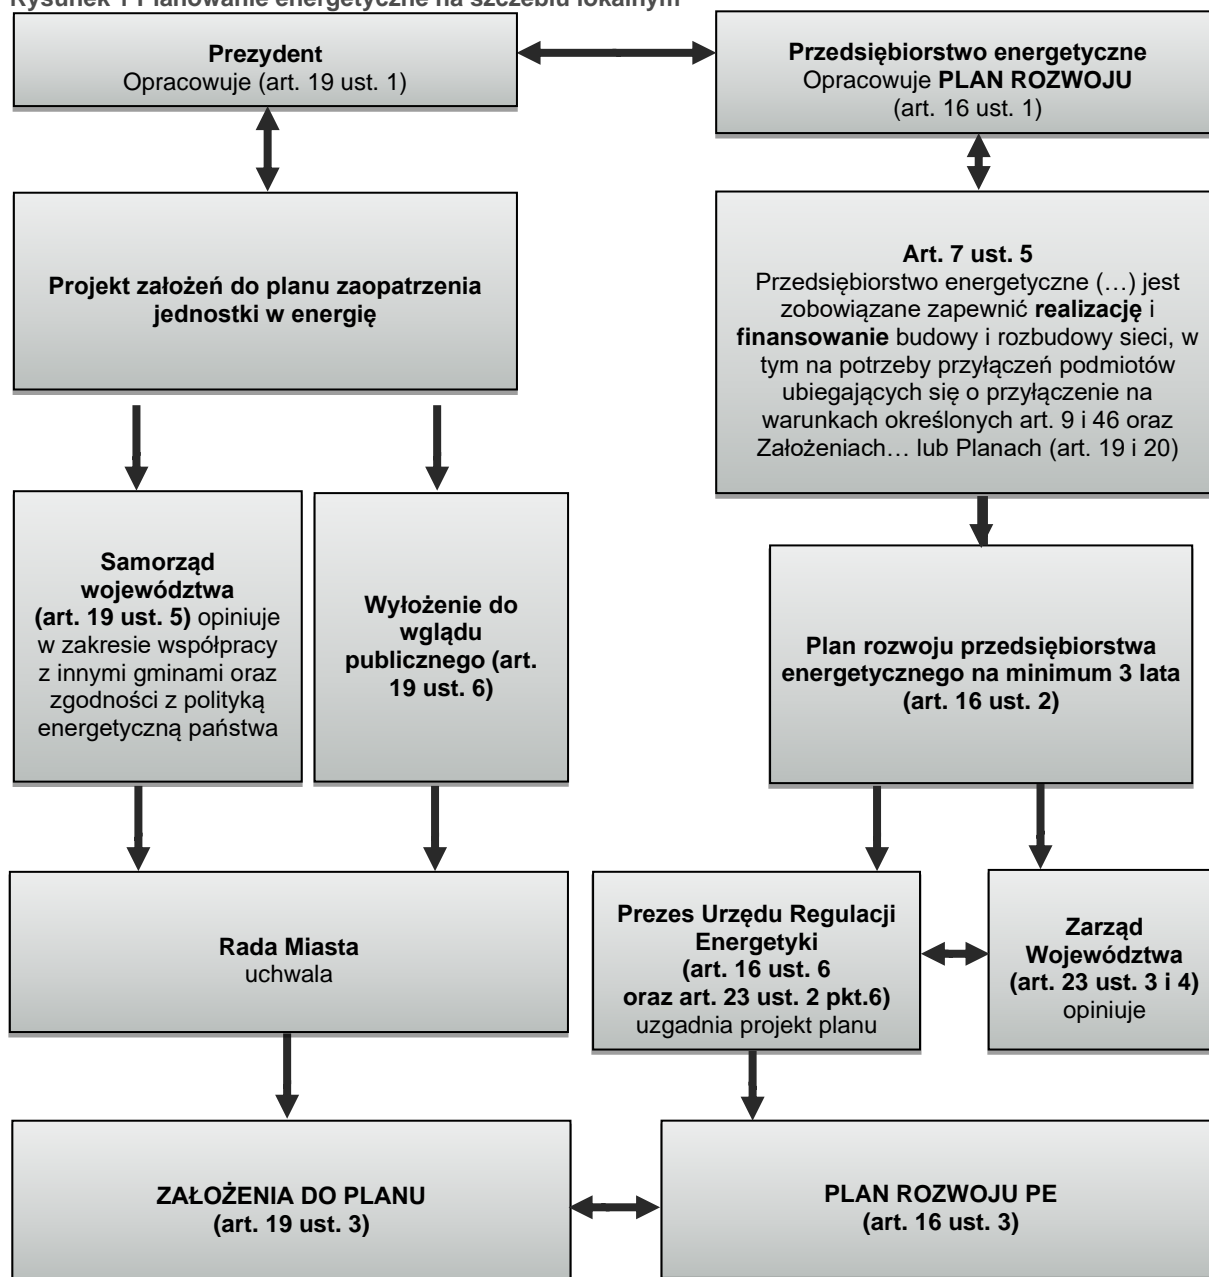 Rysunek 1 Planowanie energetyczne na szczeblu lokalnym
Prezydent
Opracowuje (art. 19 ust. 1)
Przedsiębiorstwo energetyczne
Opracowuje PLAN ROZWOJU
(art. 16 ust. 1)
Projekt założeń do planu zaopatrzenia
jednostki w energię
Art. 7 ust. 5
Przedsiębiorstwo energetyczne (…) jest
zobowiązane zapewnić realizację i
finansowanie budowy i rozbudowy sieci, w
tym na potrzeby przyłączeń podmiotów
ubiegających się o przyłączenie na
warunkach określonych art. 9 i 46 oraz
Założeniach… lub Planach (art. 19 i 20)
Samorząd
województwa
(art. 19 ust. 5) opiniuje
w zakresie współpracy
z innymi gminami oraz
zgodności z polityką
energetyczną państwa
Wyłożenie do
wglądu
publicznego (art.
19 ust. 6)
Plan rozwoju przedsiębiorstwa
energetycznego na minimum 3 lata
(art. 16 ust. 2)
Rada Miasta
uchwala
Prezes Urzędu Regulacji
Energetyki
(art. 16 ust. 6
oraz art. 23 ust. 2 pkt.6)
uzgadnia projekt planu
Zarząd
Województwa
(art. 23 ust. 3 i 4)
opiniuje
ZAŁOŻENIA DO PLANU
(art. 19 ust. 3)
PLAN ROZWOJU PE
(art. 16 ust. 3)